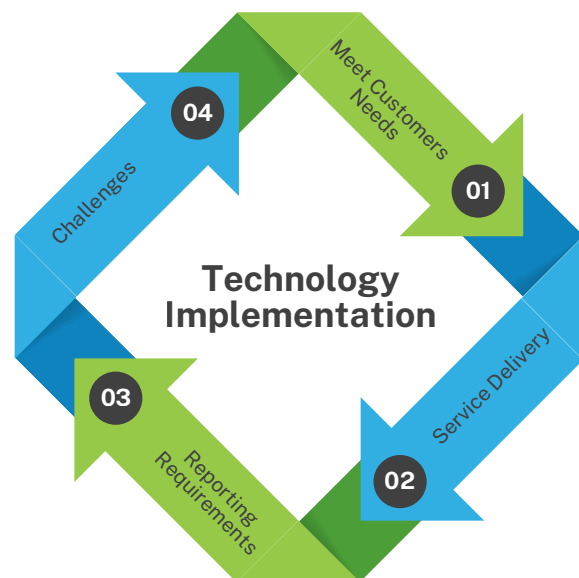 Meet Customers
Needs
01
Service Delivery
02
Reporting
Requirements
03
Challenges
04
Technology
Implementation